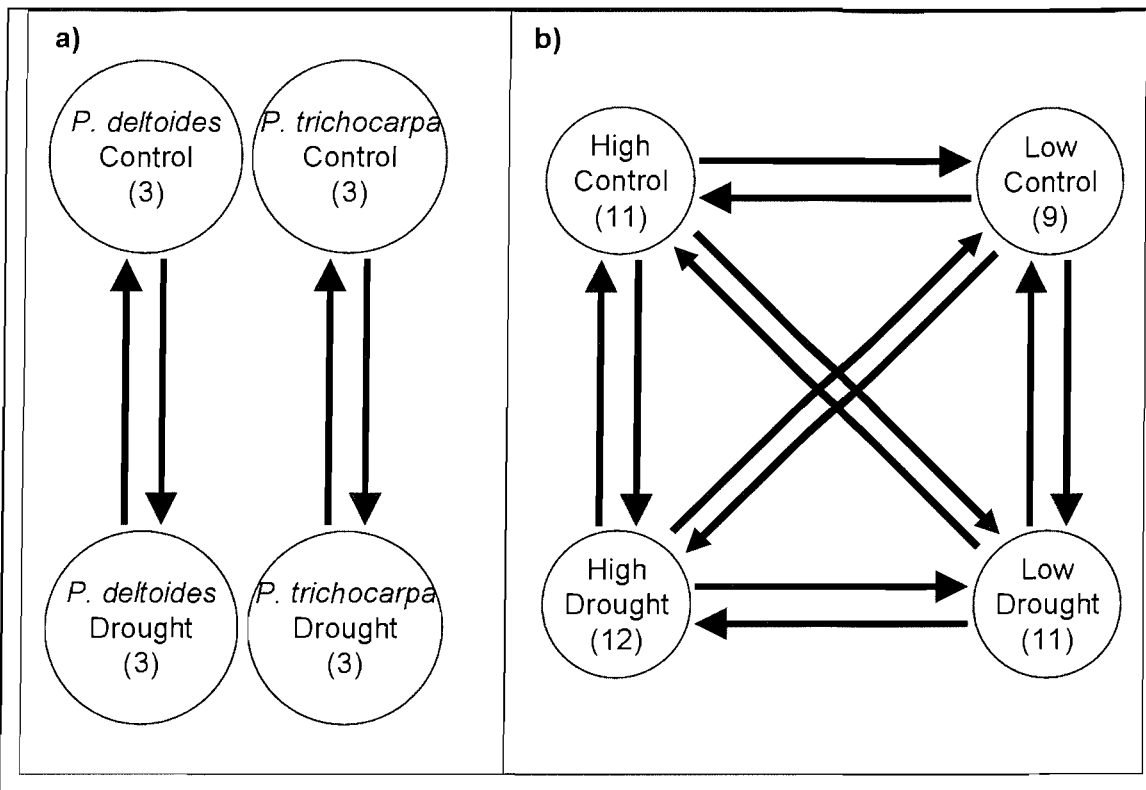 a)
P. deltoides
Control
(3)
P. trichocarpa
Control
(3)
P. deltoides
Drought
(3)
P. trichocarpa
Drought
(3)
b)
High
Control
(11)
Low
Control
(9)
High
Drought
(12)
Low
Drought
(11)